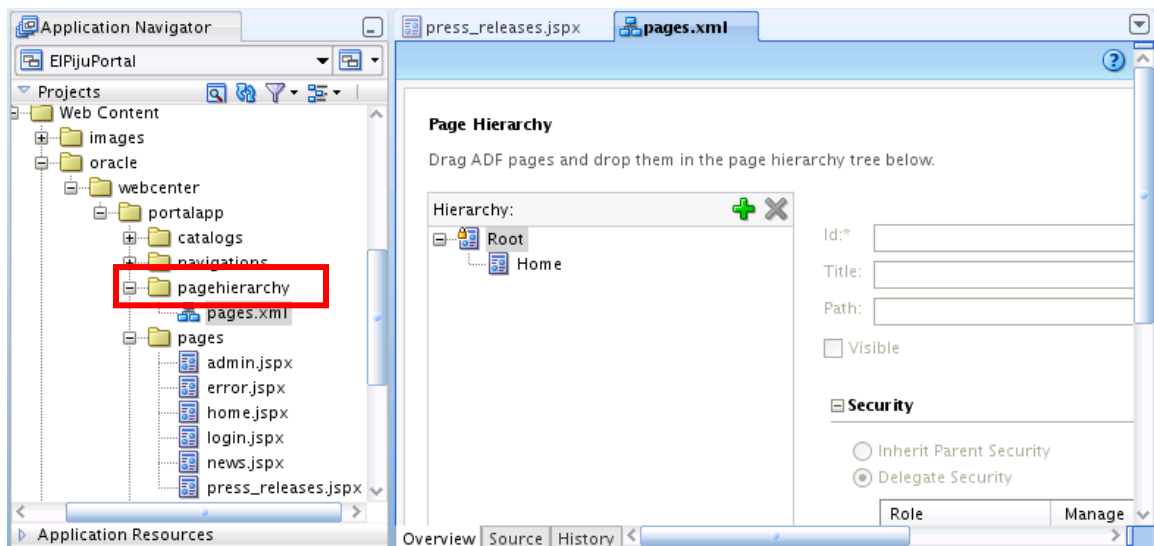 Application Navigator
ElPijuPortal
Projects
Web Content
images
oracle
webcenter
portalapp
catalogs
navigations
pagehierarchy
pages.xml
pages
admin.jspx
error.jspx
home.jspx
login.jspx
news.jspx
press_releases.jspx
Application Resources
press_releases.jspx
pages.xml
Page Hierarchy
Drag ADF pages and drop them in the page hierarchy tree below.
Hierarchy:
Root
Home
Id:*
Title:
Path:
Visible
Security
Inherit Parent Security
Delegate Security
Role Manage
Overview Source History